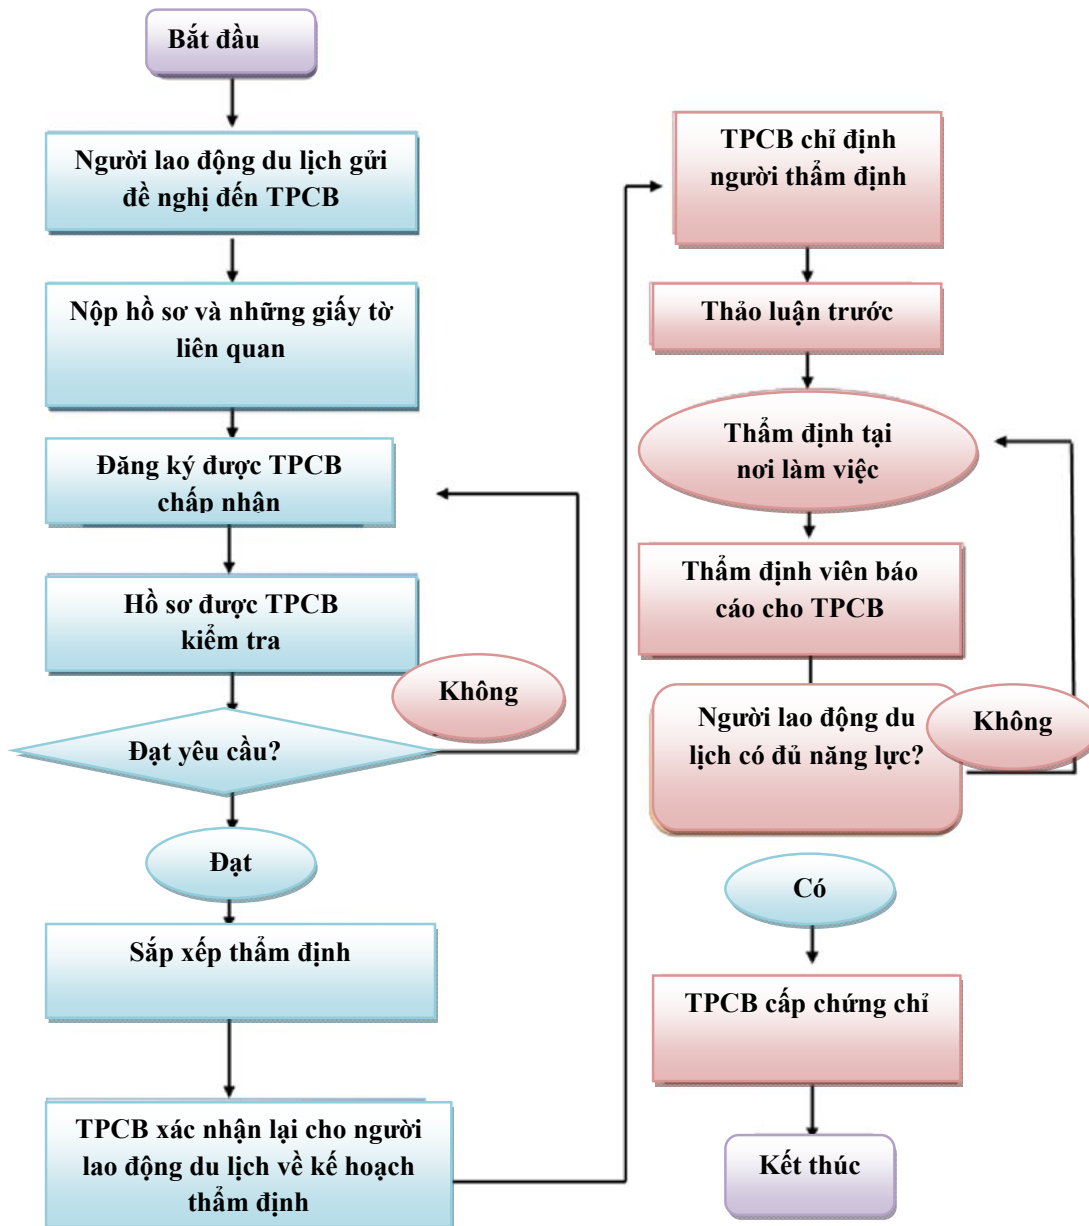 Bắt đầu
Người lao động du lịch gửi
đề nghị đến TPCB
Nộp hồ sơ và những giấy tờ
liên quan
Đăng ký được TPCB
chấp nhận
Hồ sơ được TPCB
kiểm tra
Không
Đạt yêu cầu?
Đạt
Sắp xếp thẩm định
TPCB xác nhận lại cho người
lao động du lịch về kế hoạch
thẩm định
TPCB chỉ định
người thẩm định
Thảo luận trước
Thẩm định tại
nơi làm việc
Thẩm định viên báo
cáo cho TPCB
Người lao động du
lịch có đủ năng lực?
Không
Có
TPCB cấp chứng chỉ
Kết thúc